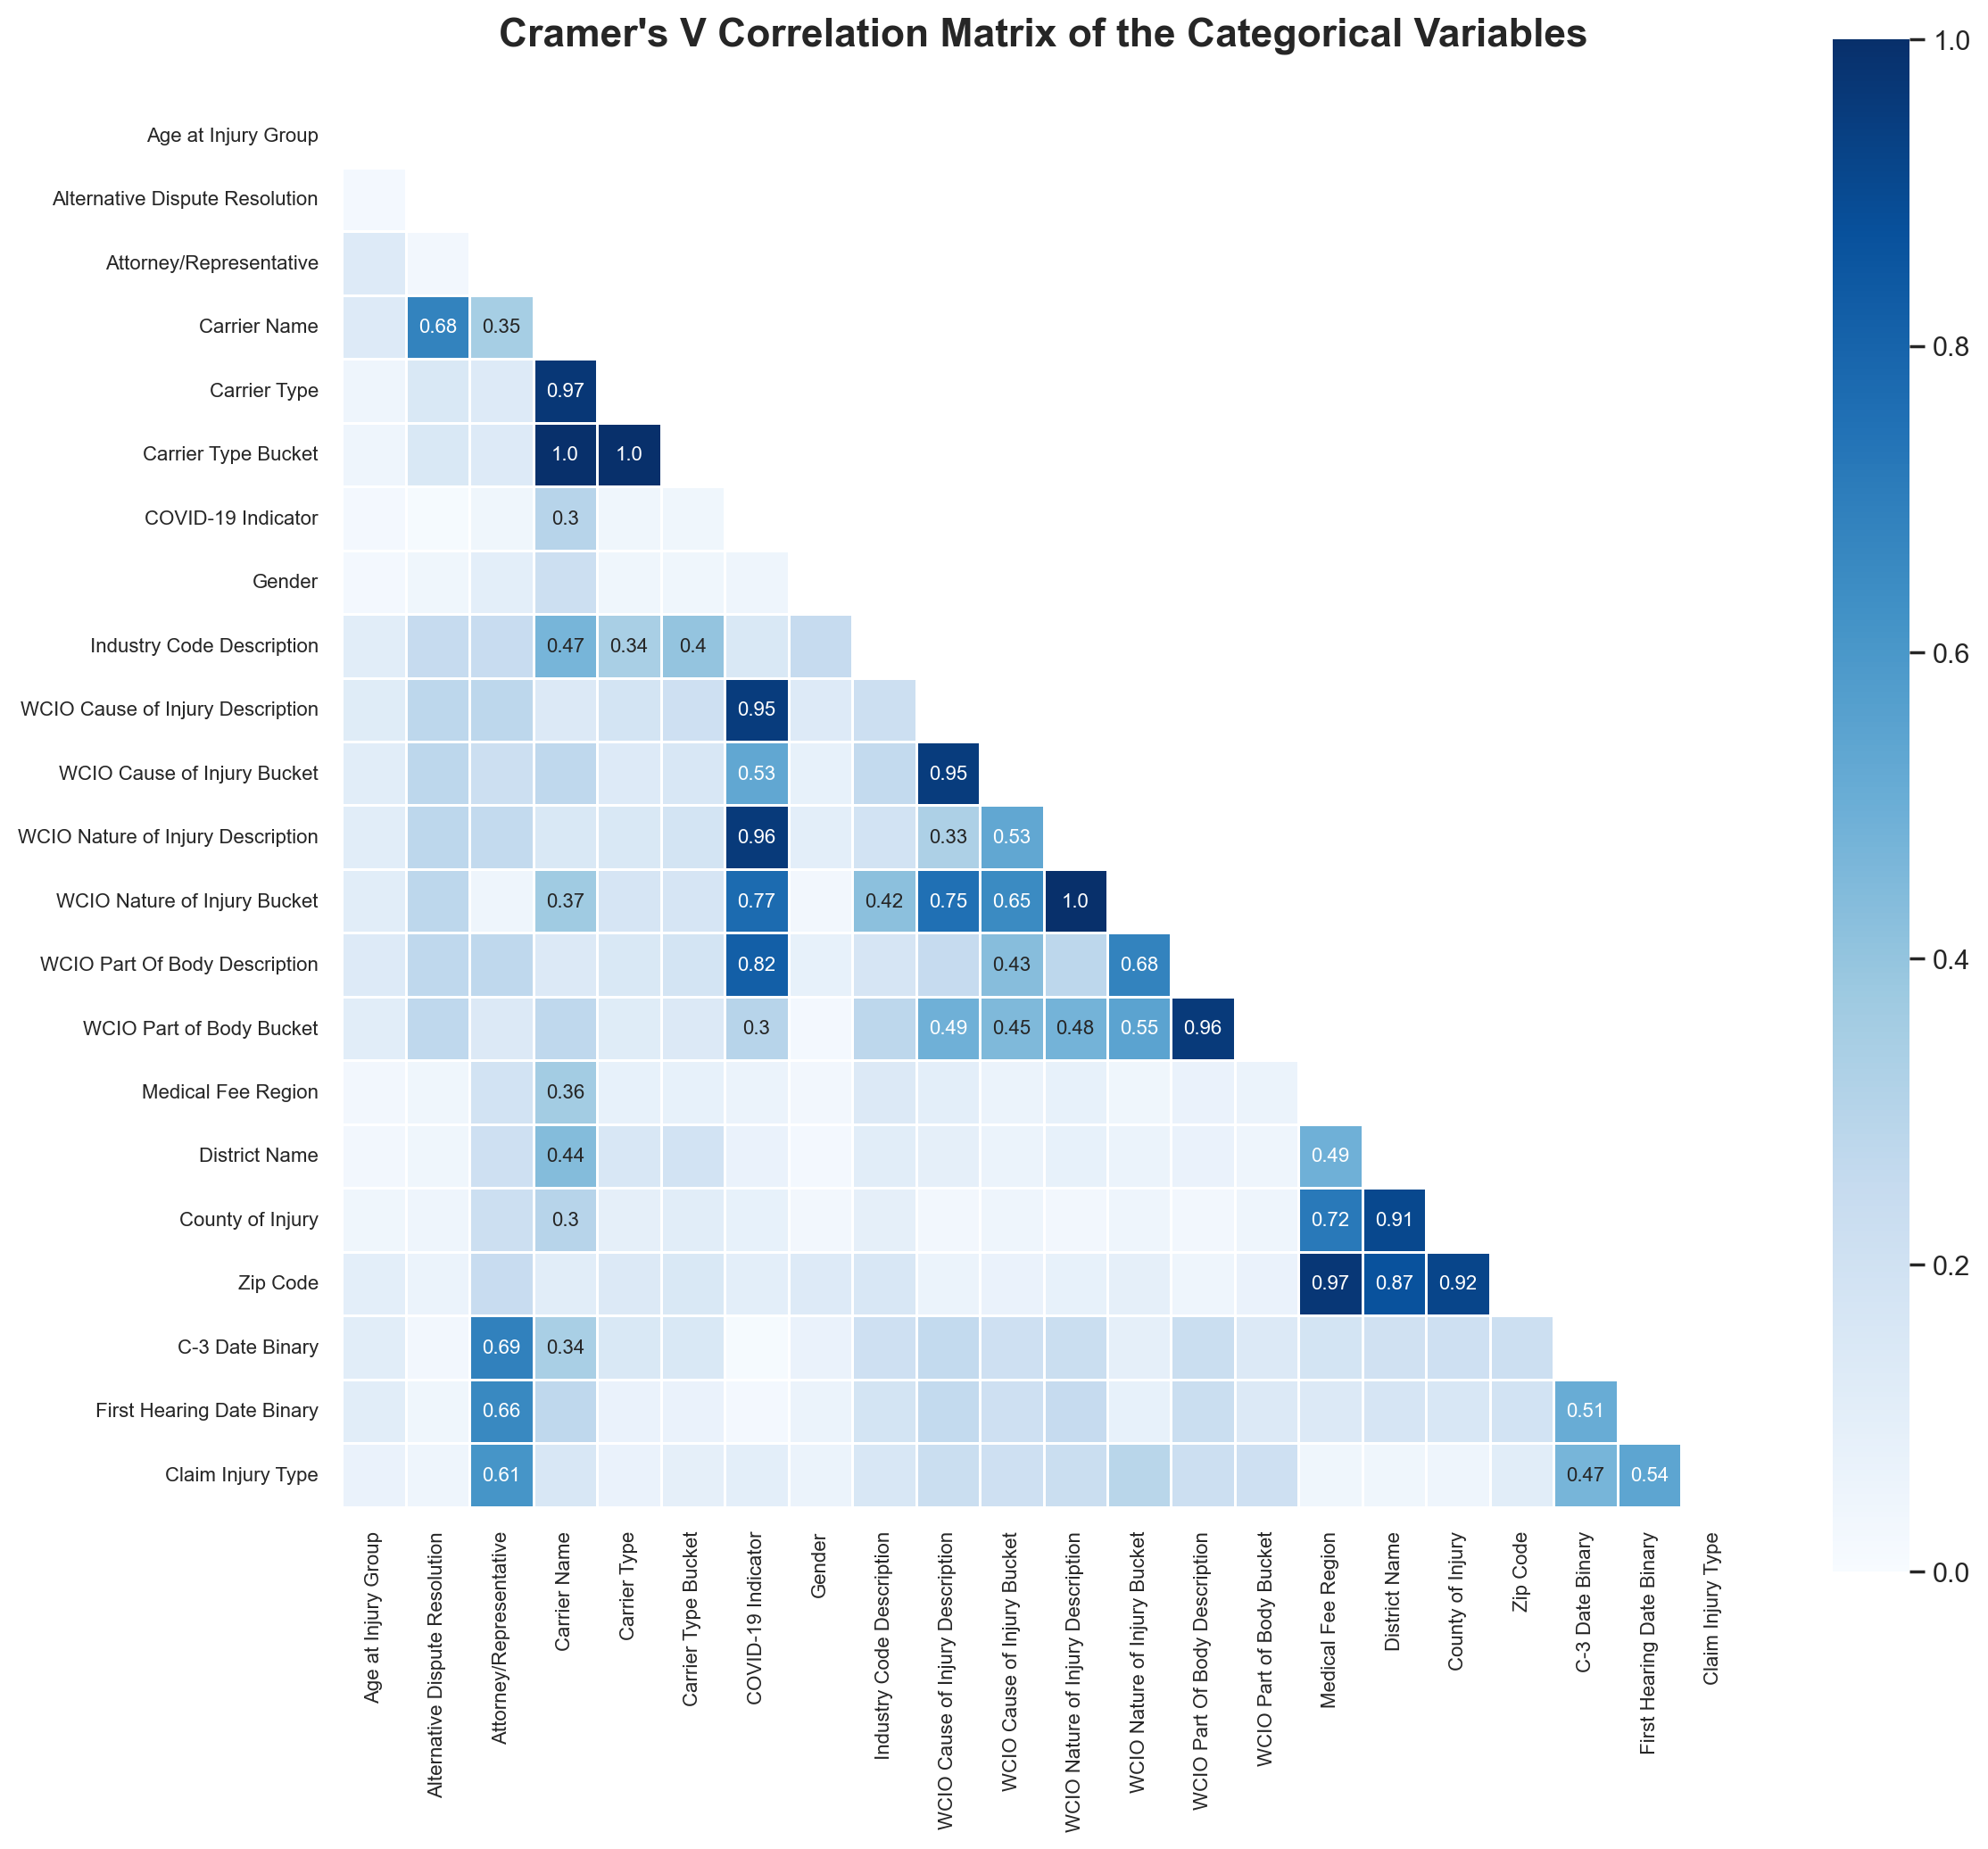 Cramer's V Correlation Matrix of the Categorical Variables
1.0
Age at Injury Group
Alternative Dispute Resolution
Attorney/Representative
Carrier Name 0.68 0.35
0.8
Carrier Type 0.97
Carrier Type Bucket 1.0 1.0
COVID-19 Indicator 0.3
Gender
Industry Code Description 0.47 0.34 0.4
0.6
WCIO Cause of Injury Description 0.95
WCIO Cause of Injury Bucket 0.53 0.95
WCIO Nature of Injury Description 0.96 0.33 0.53
WCIO Nature of Injury Bucket 0.37 0.77 0.42 0.75 0.65 1.0
0.4
WCIO Part Of Body Description 0.82 0.43 0.68
WCIO Part of Body Bucket 0.3 0.49 0.45 0.48 0.55 0.96
Medical Fee Region 0.36
District Name 0.44 0.49
County of Injury 0.3 0.72 0.91
0.2
Zip Code 0.97 0.87 0.92
C-3 Date Binary 0.69 0.34
First Hearing Date Binary 0.66 0.51
Claim Injury Type 0.61 0.47 0.54
0.0
Age at Injury Group
Alternative Dispute Resolution
Attorney/Representative
Carrier Name
Carrier Type
Carrier Type Bucket
COVID-19 Indicator
Gender
Industry Code Description
WCIO Cause of Injury Description
WCIO Cause of Injury Bucket
WCIO Nature of Injury Description
WCIO Nature of Injury Bucket
WCIO Part Of Body Description
WCIO Part of Body Bucket
Medical Fee Region
District Name
County of Injury
Zip Code
C-3 Date Binary
First Hearing Date Binary
Claim Injury Type